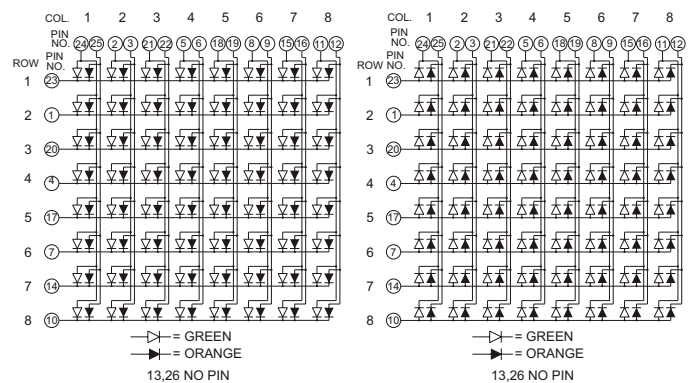 COL. 1 2 3 4 5 6 7 8
PIN NO. 24 25 2 3 21 22 5 6 18 19 8 9 15 16 11 12
ROW PIN NO.
1 23
2 1
3 20
4 4
5 17
6 7
7 14
8 10
= GREEN
= ORANGE
13,26 NO PIN
COL. 1 2 3 4 5 6 7 8
PIN NO. 24 25 2 3 21 22 5 6 18 19 8 9 15 16 11 12
ROW PIN NO.
1 23
2 1
3 20
4 4
5 17
6 7
7 14
8 10
= GREEN
= ORANGE
13,26 NO PIN